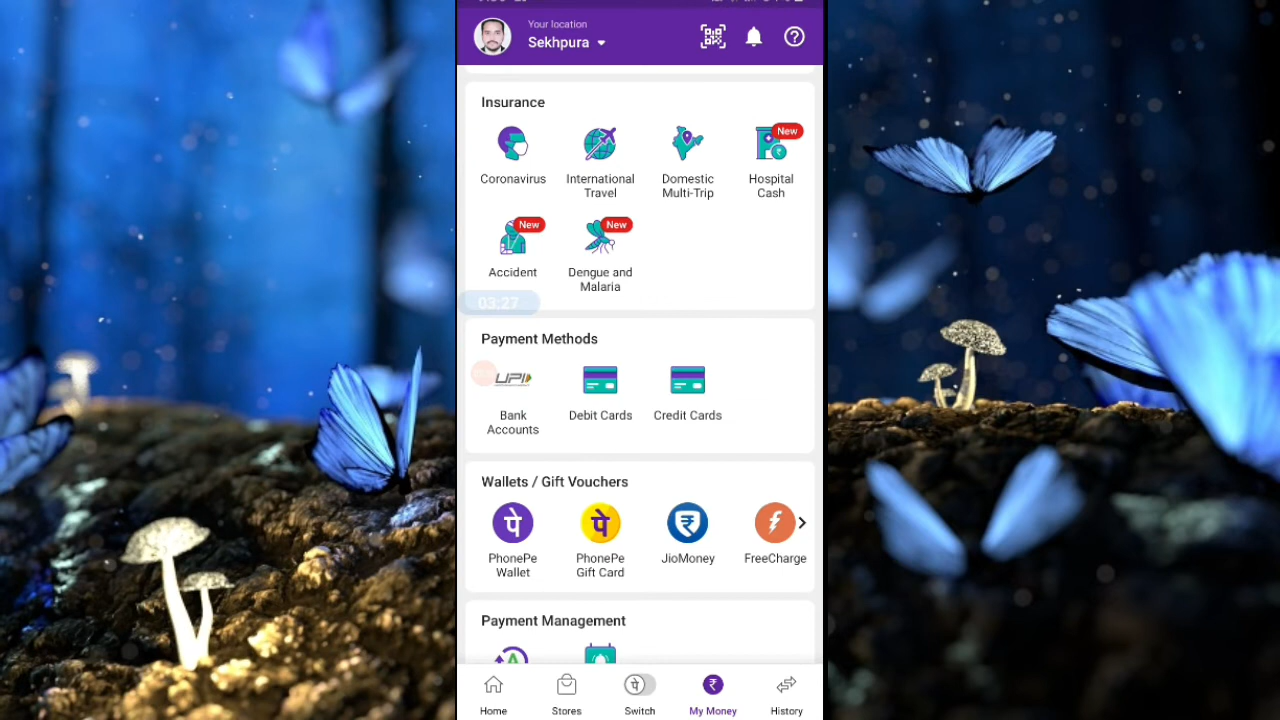 Your location
Sekhpura
Insurance
New
Coronavirus
International Travel
Domestic Multi-Trip
Hospital Cash
New
New
Accident
Dengue and Malaria
03:27
Payment Methods
UPI
Bank Accounts
Debit Cards
Credit Cards
Wallets / Gift Vouchers
पे
पे
PhonePe Wallet
PhonePe Gift Card
JioMoney
FreeCharge
Payment Management
Home
Stores
Switch
My Money
History